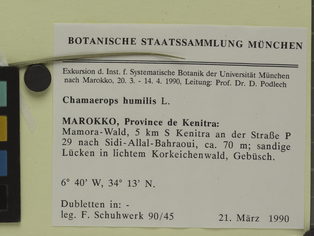 BOTANISCHE STAATSSAMMLUNG MÜNCHEN
Exkursion d. Inst. f. Systematische Botanik der Universität München
nach Marokko, 20. 3. - 14. 4. 1990, Leitung: Prof. Dr. D. Podlech
Chamaerops humilis L.
MAROKKO, Province de Kenitra:
Mamora-Wald, 5 km S Kenitra an der Straße P
29 nach Sidi-Allal-Bahraoui, ca. 70 m; sandige
Lücken in lichtem Korkeichenwald, Gebüsch.
6° 40' W, 34° 13' N.
Dubletten in: -
leg. F. Schuhwerk 90/45 21. März 1990